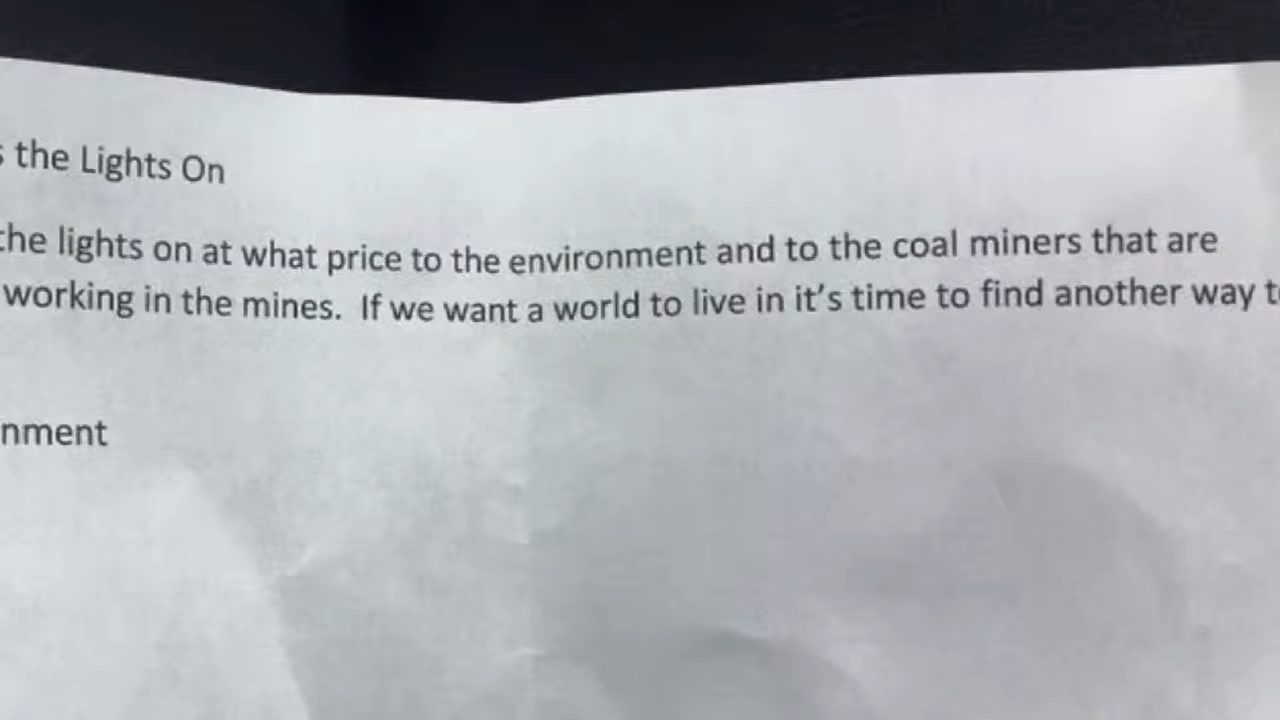 the Lights On
the lights on at what price to the environment and to the coal miners that are
working in the mines. If we want a world to live in it's time to find another way
nment